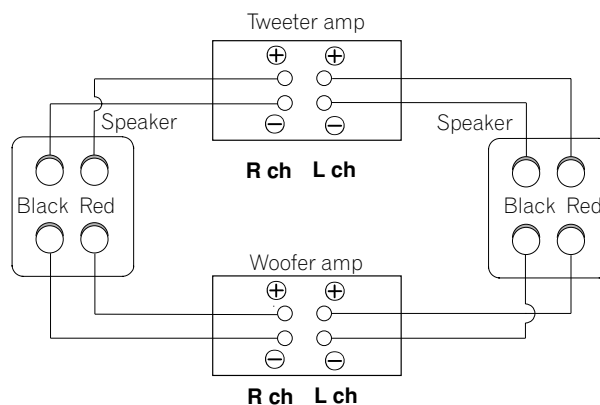 Tweeter amp
⊕ ⊕
Speaker
Speaker
⊖ ⊖
R ch L ch
Black Red
Black Red
Woofer amp
⊕ ⊕
⊖ ⊖
R ch L ch